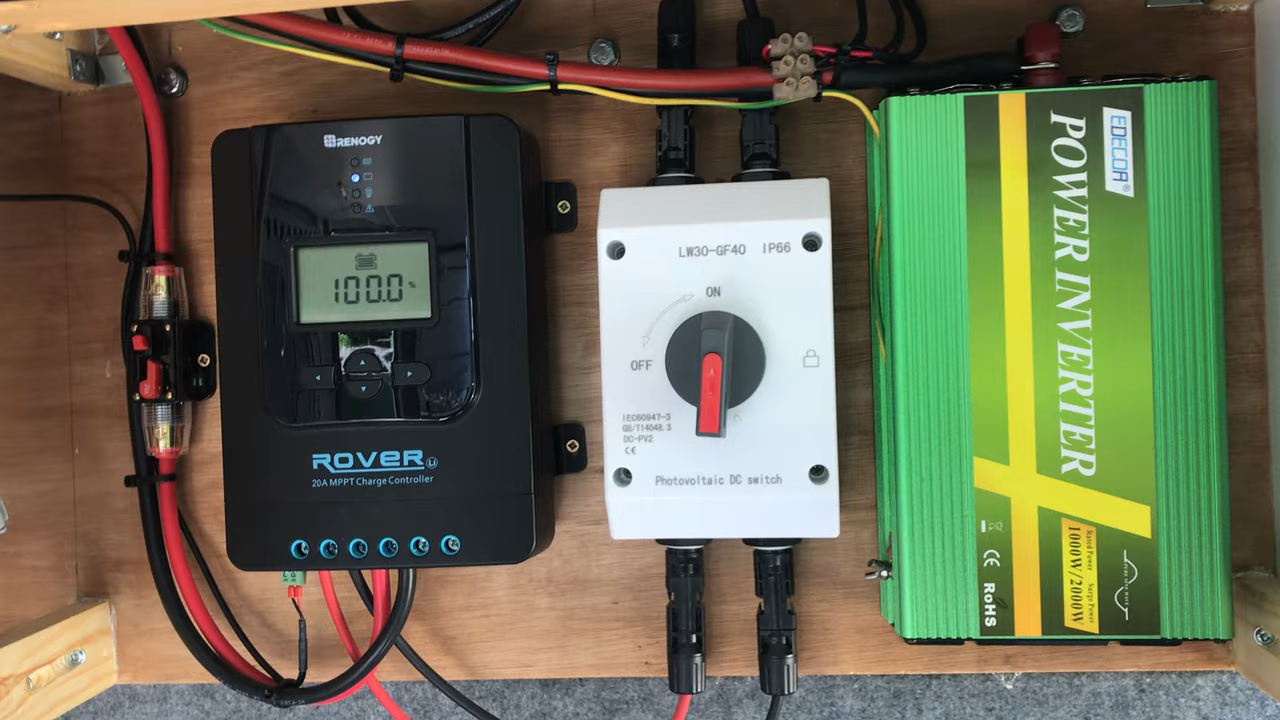 RENOGY
100.0 %
ROVER Li
20A MPPT Charge Controller
LW30-GF40 IP66
ON
OFF
IEC60947-3
GB/T14048.3
DC-PV2
CE
Photovoltaic DC switch
EDECOA®
POWER INVERTER
Rated Power Surge Power
1000W/2000W
CE RoHS